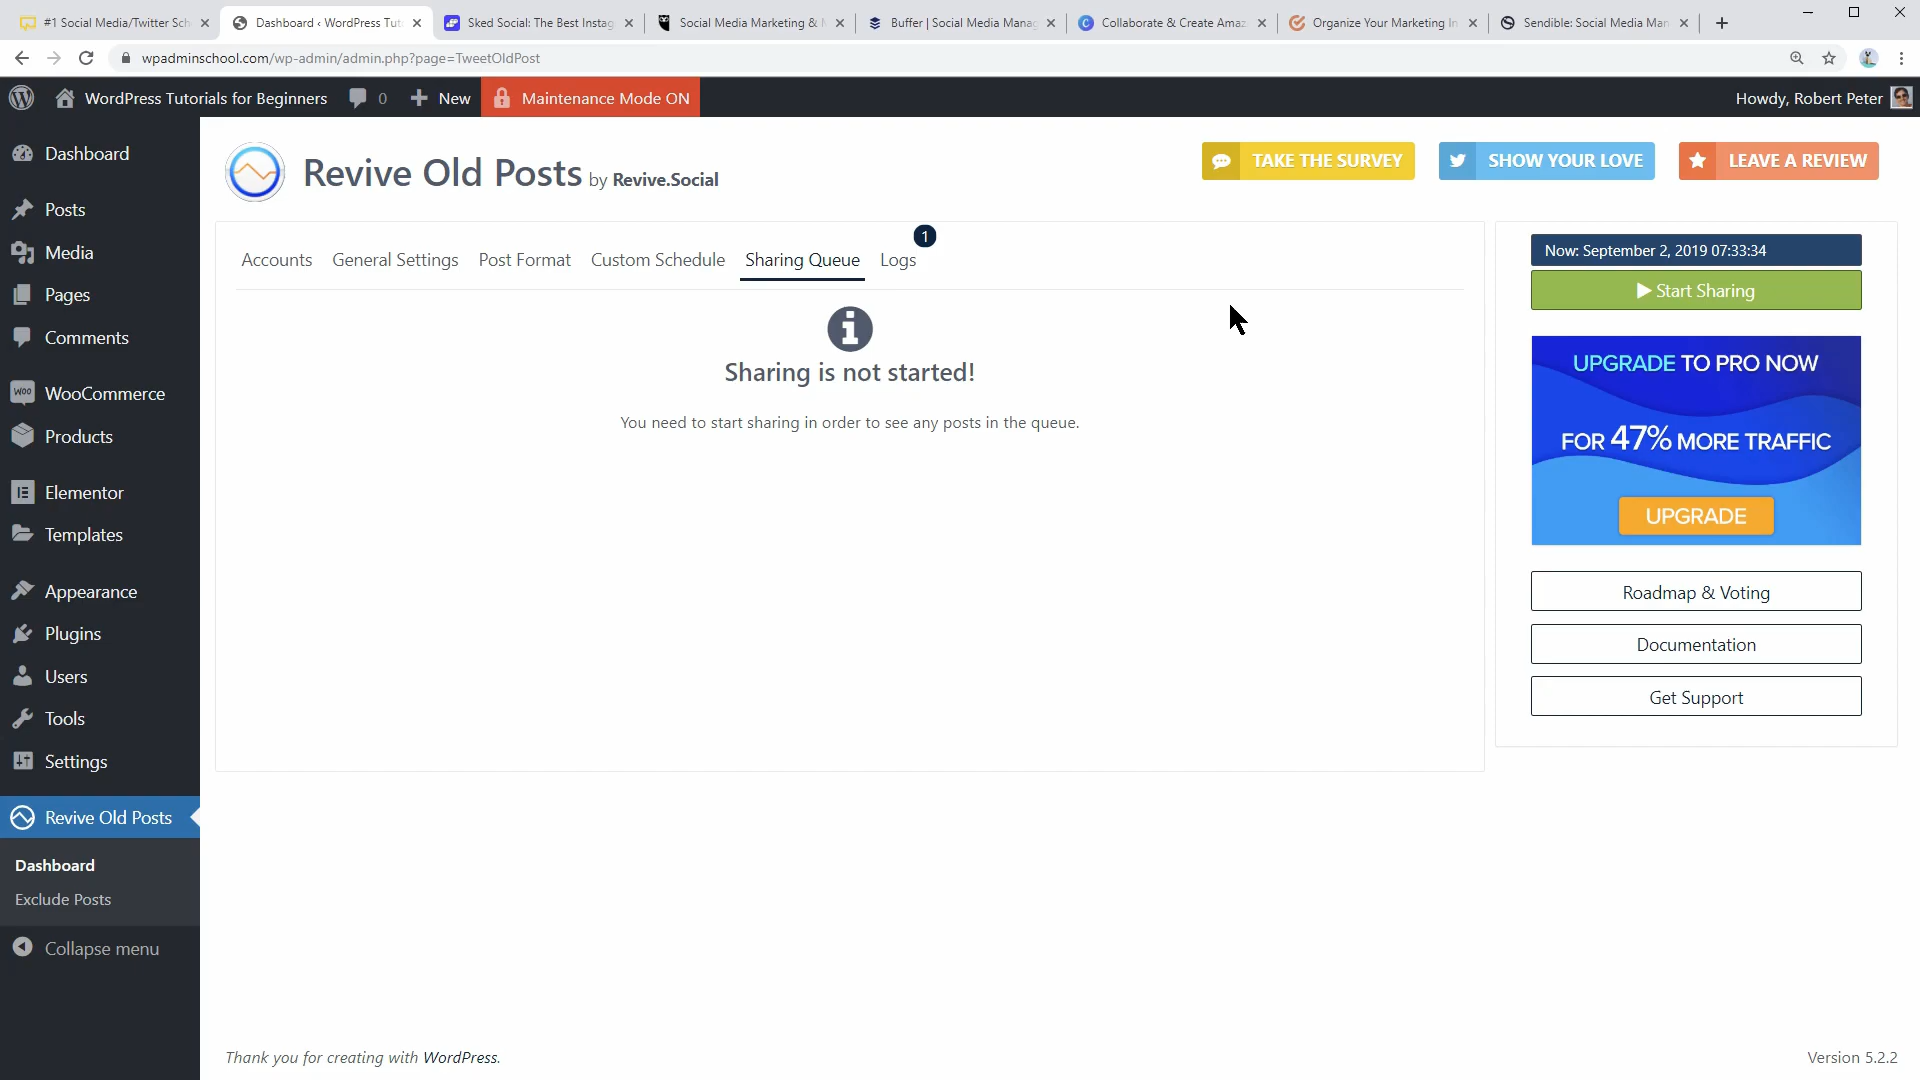 #1 Social Media/Twitter Sch
Dashboard ‹ WordPress Tut
Sked Social: The Best Instag
Social Media Marketing &
Buffer | Social Media Manag
Collaborate & Create Amaz
Organize Your Marketing in
Sendible: Social Media Man
wpadminschool.com/wp-admin/admin.php?page=TweetOldPost
WordPress Tutorials for Beginners
0
New
Maintenance Mode ON
Howdy, Robert Peter
Dashboard
Posts
Media
Pages
Comments
WooCommerce
Products
Elementor
Templates
Appearance
Plugins
Users
Tools
Settings
Revive Old Posts
Dashboard
Exclude Posts
Collapse menu
Revive Old Posts by Revive.Social
TAKE THE SURVEY
SHOW YOUR LOVE
LEAVE A REVIEW
Accounts
General Settings
Post Format
Custom Schedule
Sharing Queue
Logs
1
Sharing is not started!
You need to start sharing in order to see any posts in the queue.
Now: September 2, 2019 07:33:34
Start Sharing
UPGRADE TO PRO NOW
FOR 47% MORE TRAFFIC
UPGRADE
Roadmap & Voting
Documentation
Get Support
Thank you for creating with WordPress.
Version 5.2.2